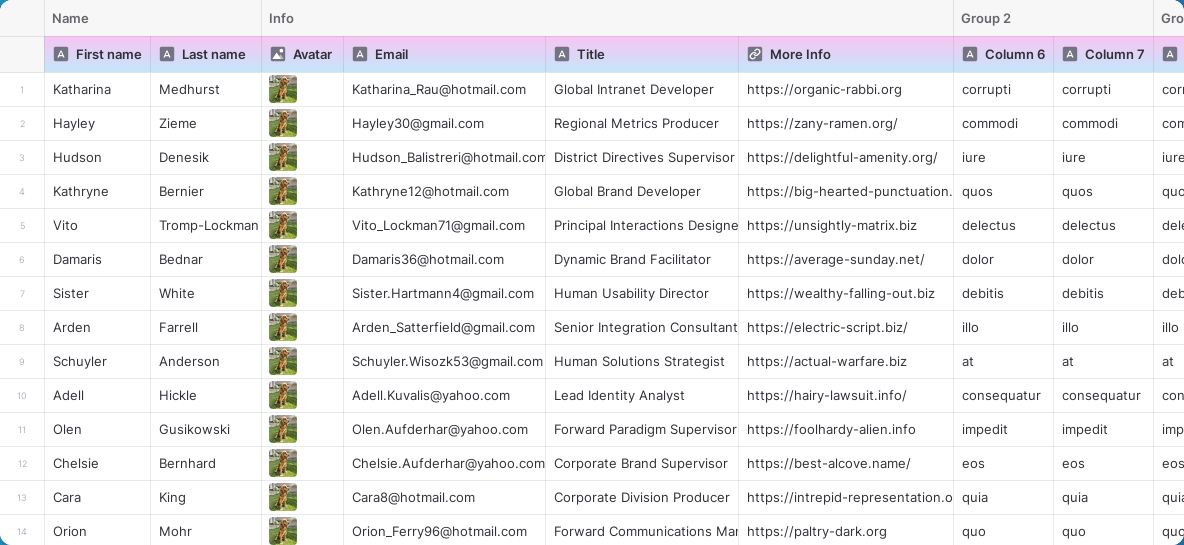 Name Info Group 2 Gro
First name Last name Avatar Email Title More Info Column 6 Column 7
1 Katharina Medhurst Katharina_Rau@hotmail.com Global Intranet Developer https://organic-rabbi.org corrupti corrupti corr
2 Hayley Zieme Hayley30@gmail.com Regional Metrics Producer https://zany-ramen.org/ commodi commodi com
3 Hudson Denesik Hudson_Balistreri@hotmail.com District Directives Supervisor https://delightful-amenity.org/ iure iure iure
4 Kathryne Bernier Kathryne12@hotmail.com Global Brand Developer https://big-hearted-punctuation. quos quos quo
5 Vito Tromp-Lockman Vito_Lockman71@gmail.com Principal Interactions Designe https://unsightly-matrix.biz delectus delectus dele
6 Damaris Bednar Damaris36@hotmail.com Dynamic Brand Facilitator https://average-sunday.net/ dolor dolor dolo
7 Sister White Sister.Hartmann4@gmail.com Human Usability Director https://wealthy-falling-out.biz debitis debitis deb
8 Arden Farrell Arden_Satterfield@gmail.com Senior Integration Consultant https://electric-script.biz/ illo illo illo
9 Schuyler Anderson Schuyler.Wisozk53@gmail.com Human Solutions Strategist https://actual-warfare.biz at at at
10 Adell Hickle Adell.Kuvalis@yahoo.com Lead Identity Analyst https://hairy-lawsuit.info/ consequatur consequatur con
11 Olen Gusikowski Olen.Aufderhar@yahoo.com Forward Paradigm Supervisor https://foolhardy-alien.info impedit impedit imp
12 Chelsie Bernhard Chelsie.Aufderhar@yahoo.com Corporate Brand Supervisor https://best-alcove.name/ eos eos eos
13 Cara King Cara8@hotmail.com Corporate Division Producer https://intrepid-representation.o quia quia quia
14 Orion Mohr Orion_Ferry96@hotmail.com Forward Communications Mar https://paltry-dark.org quo quo quo